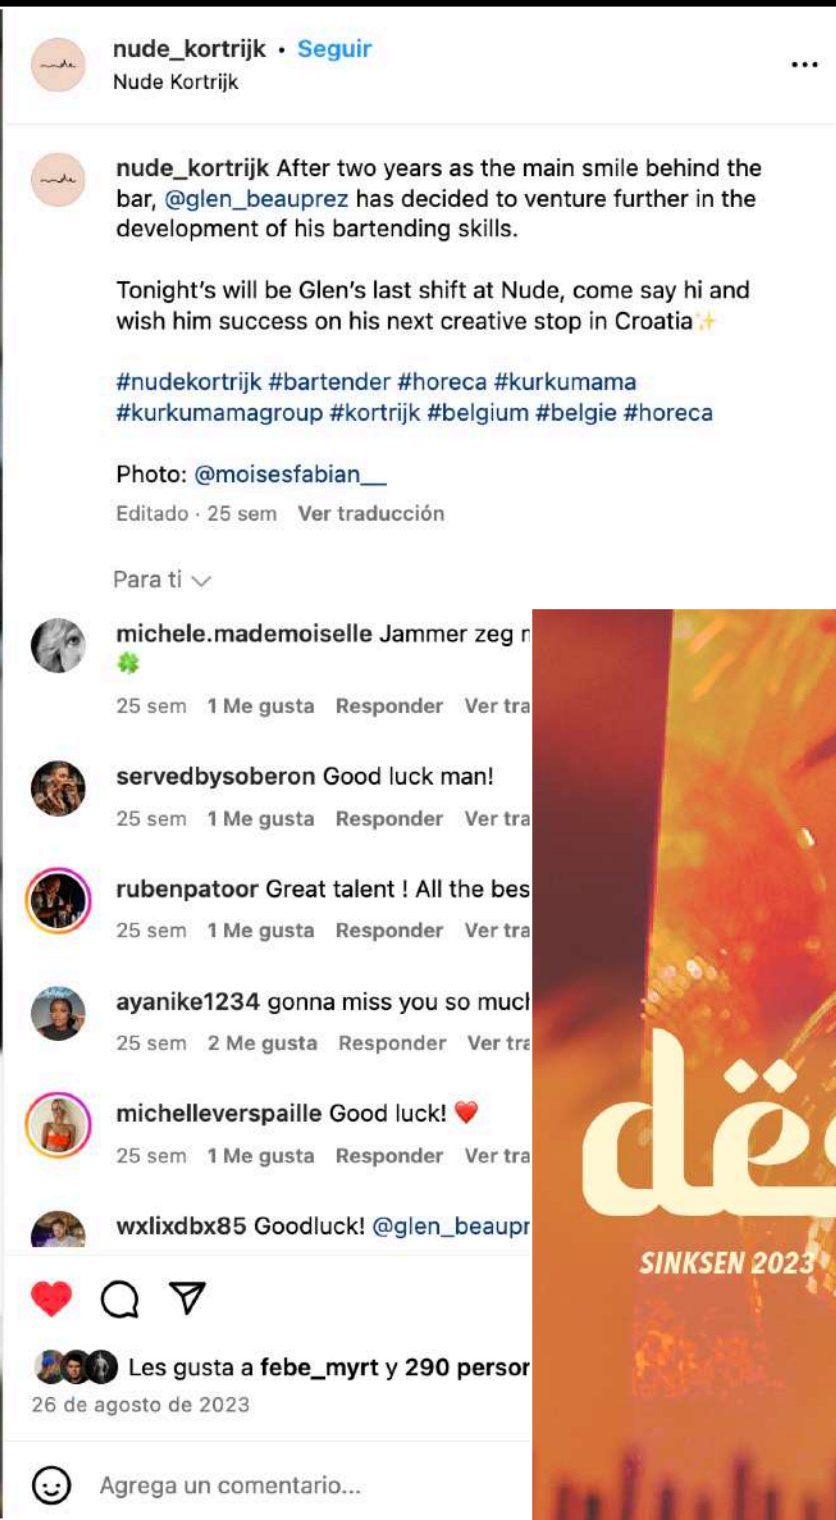 nude_kortrijk • Seguir
Nude Kortrijk
nude_kortrijk After two years as the main smile behind the
bar, @glen_beauprez has decided to venture further in the
development of his bartending skills.
Tonight's will be Glen's last shift at Nude, come say hi and
wish him success on his next creative stop in Croatia✨
#nudekortrijk #bartender #horeca #kurkumama
#kurkumamagroup #kortrijk #belgium #belgie #horeca
Photo: @moisesfabian__
Editado · 25 sem Ver traducción
Para ti
michele.mademoiselle Jammer zeg
🍀
25 sem 1 Me gusta Responder Ver
servedbysoberon Good luck man!
25 sem 1 Me gusta Responder Ver
rubenpatoor Great talent ! All the
25 sem 1 Me gusta Responder Ver
ayanike1234 gonna miss you so
25 sem 2 Me gusta Responder Ver
michelleverspaille Good luck! ❤️
25 sem 1 Me gusta Responder Ver
wxlixdbx85 Goodluck!
Les gusta a febe_myrt y 290
26 de agosto de 2023
Agrega un comentario...
SINKSEN 2023